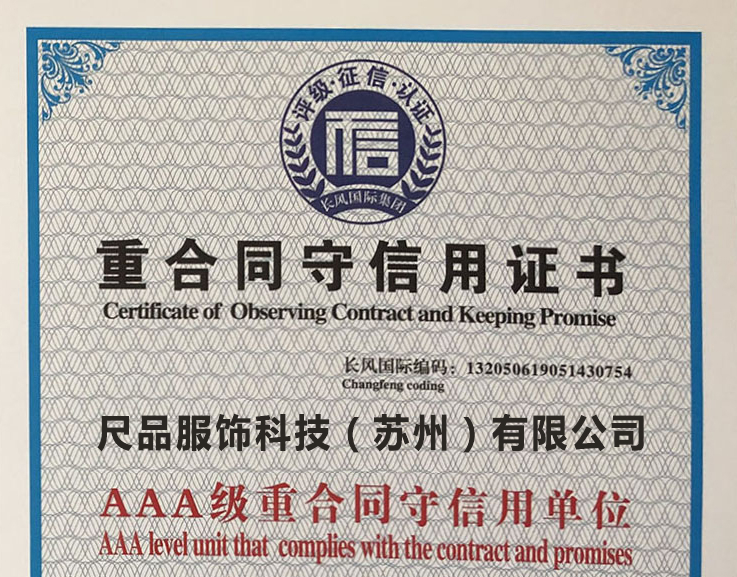 评级·征信·认证
信
长风国际集团
重合同守信用证书
Certificate of Observing Contract and Keeping Promise
长风国际编码：132050619051430754
Changfeng coding
尺品服饰科技（苏州）有限公司
AAA级重合同守信用单位
AAA level unit that complies with the contract and promises